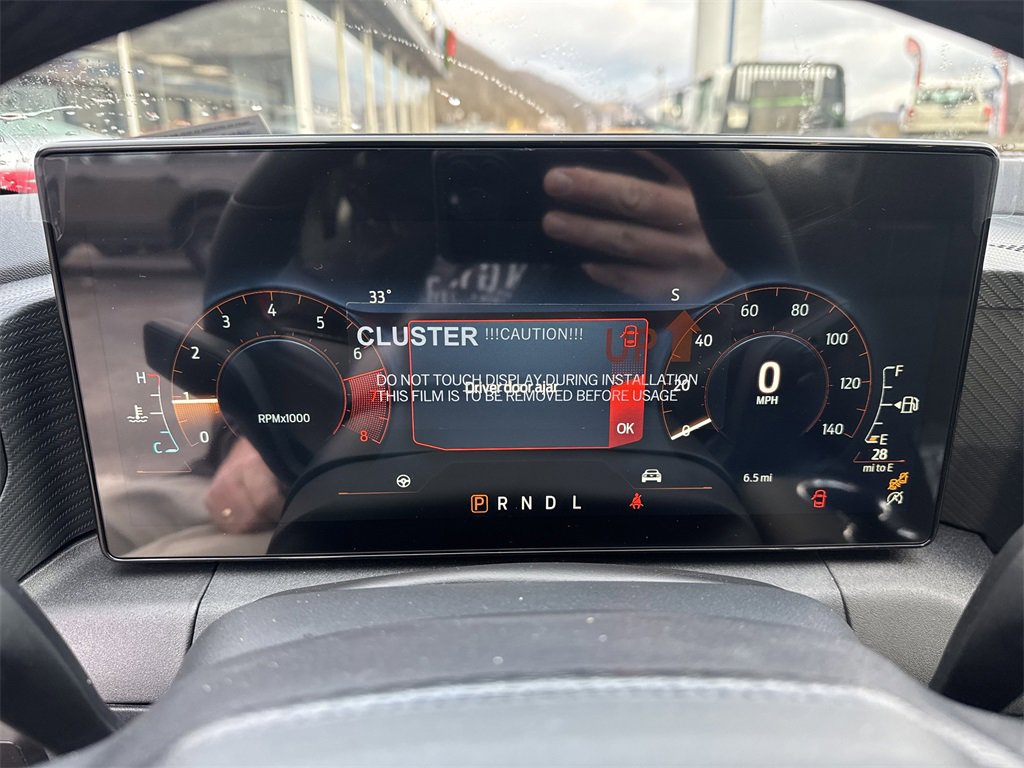 33°
S
CLUSTER !!!CAUTION!!!
UP
DO NOT TOUCH DISPLAY DURING INSTALLATION
Driver door ajar
THIS FILM IS TO BE REMOVED BEFORE USAGE
OK
0
1
2
3
4
5
6
7
8
RPMx1000
H
C
0
20
40
60
80
100
120
140
0
MPH
F
E
28
mi to E
6.5 mi
P R N D L